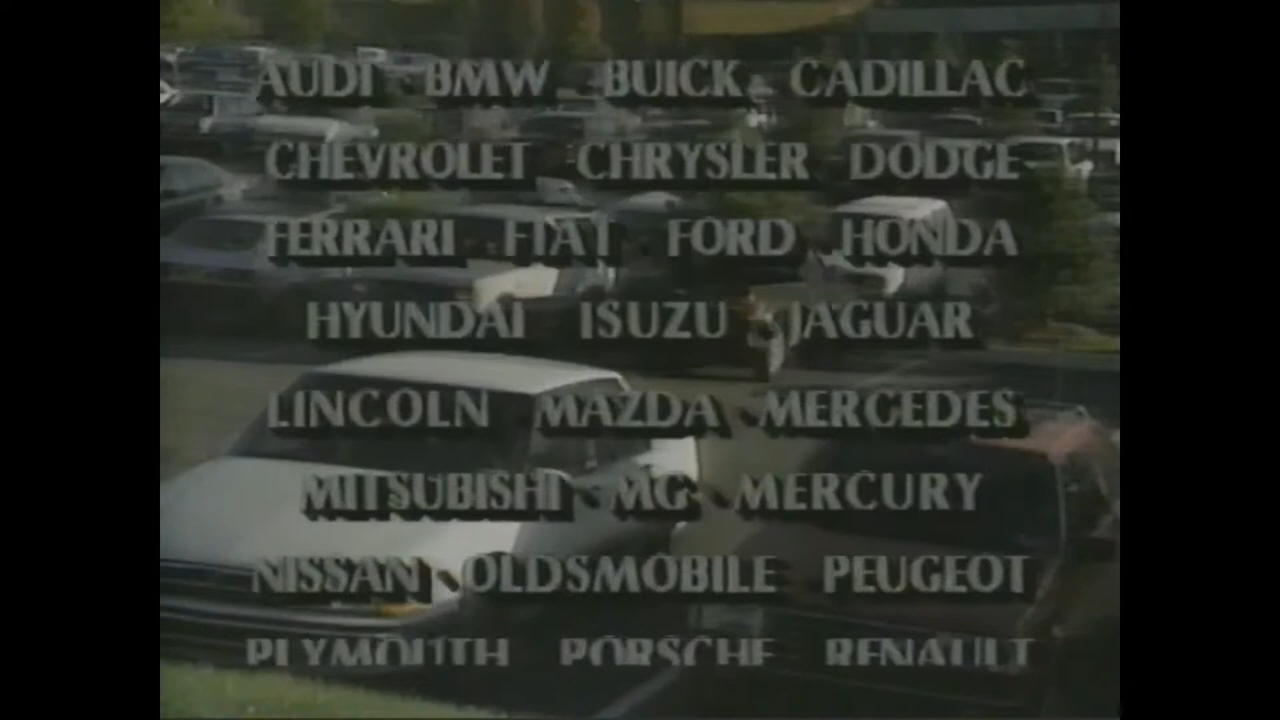 AUDI BMW BUICK CADILLAC
CHEVROLET CHRYSLER DODGE
FERRARI FIAT FORD HONDA
HYUNDAI ISUZU JAGUAR
LINCOLN MAZDA MERCEDES
MITSUBISHI MG MERCURY
NISSAN OLDSMOBILE PEUGEOT
PLYMOUTH PORSCHE RENAULT